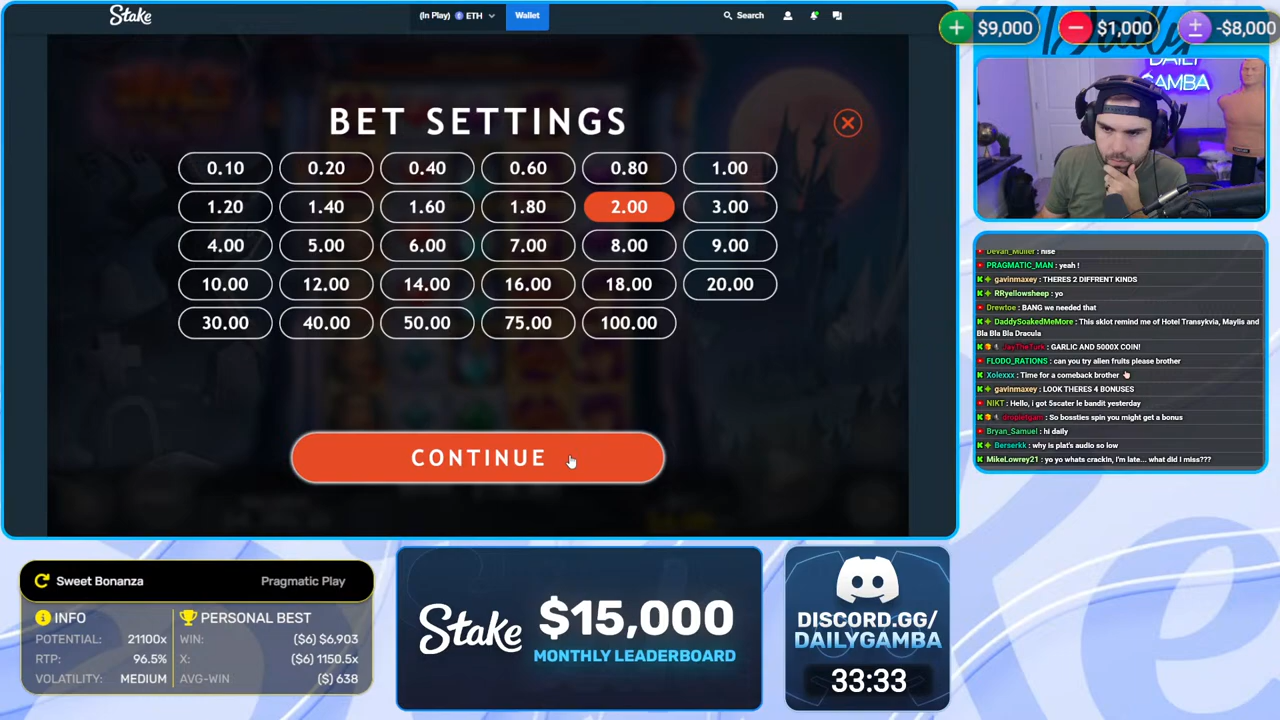 Stake
(In Play) ETH
Wallet
Search
$9,000
$1,000
-$8,000
DAILY
GAMBA
BET SETTINGS
0.10 0.20 0.40 0.60 0.80 1.00
1.20 1.40 1.60 1.80 2.00 3.00
4.00 5.00 6.00 7.00 8.00 9.00
10.00 12.00 14.00 16.00 18.00 20.00
30.00 40.00 50.00 75.00 100.00
CONTINUE
Devan_Muller: nise
PRAGMATIC_MAN: yeah !
gavinmaxey: THERES 2 DIFFRENT KINDS
RRyellowsheep: yo
Drewtoe: BANG we needed that
DaddySoakedMeMore: This sklot remind me of Hotel Transykvia, Maylis and
Bla Bla Bla Dracula
: GARLIC AND 5000X COIN!
FLODO_RATIONS: can you try alien fruits please brother
Xolexxx: Time for a comeback brother
gavinmaxey: LOOK THERES 4 BONUSES
NIKT: Hello, i got 5scater le bandit yesterday
: So bossties spin you might get a bonus
Bryan_Samuel: hi daily
Berserkk: why is plat's audio so low
MikeLowrey21: yo yo whats crackin, I'm late... what did I miss???
Sweet Bonanza Pragmatic Play
INFO
POTENTIAL: 21100x
RTP: 96.5%
VOLATILITY: MEDIUM
PERSONAL BEST
WIN: ($6) $6,903
X: ($6) 1150.5x
AVG-WIN ($) 638
Stake
$15,000
MONTHLY LEADERBOARD
DISCORD.GG/
DAILYGAMBA
33:33